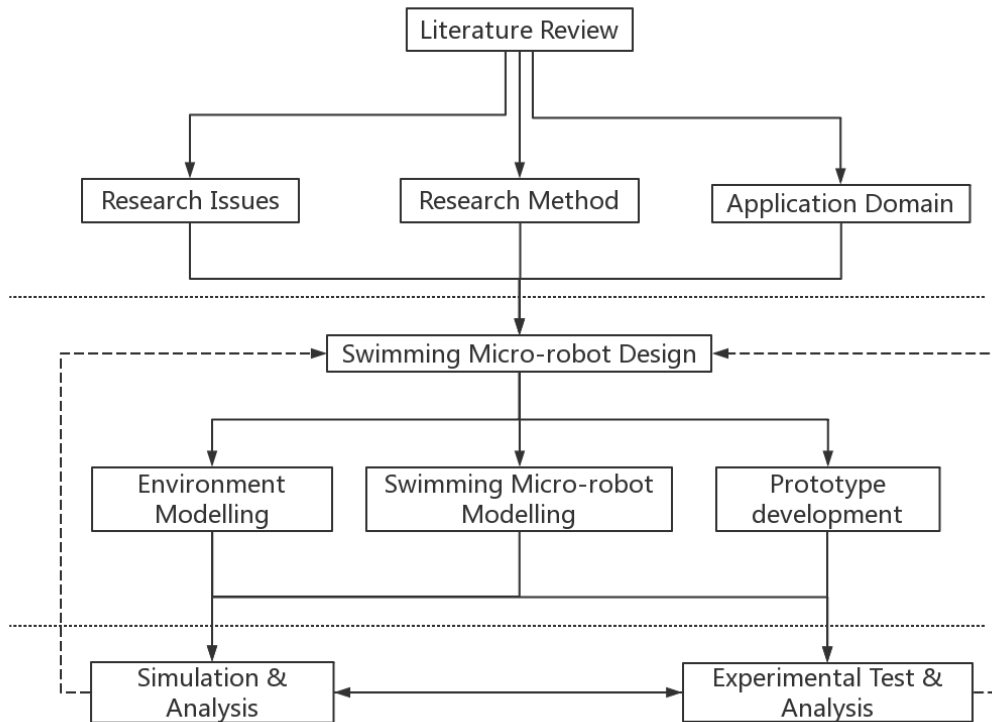 Literature Review
Research Issues
Research Method
Application Domain
Swimming Micro-robot Design
Environment
Modelling
Swimming Micro-robot
Modelling
Prototype
development
Simulation &
Analysis
Experimental Test &
Analysis